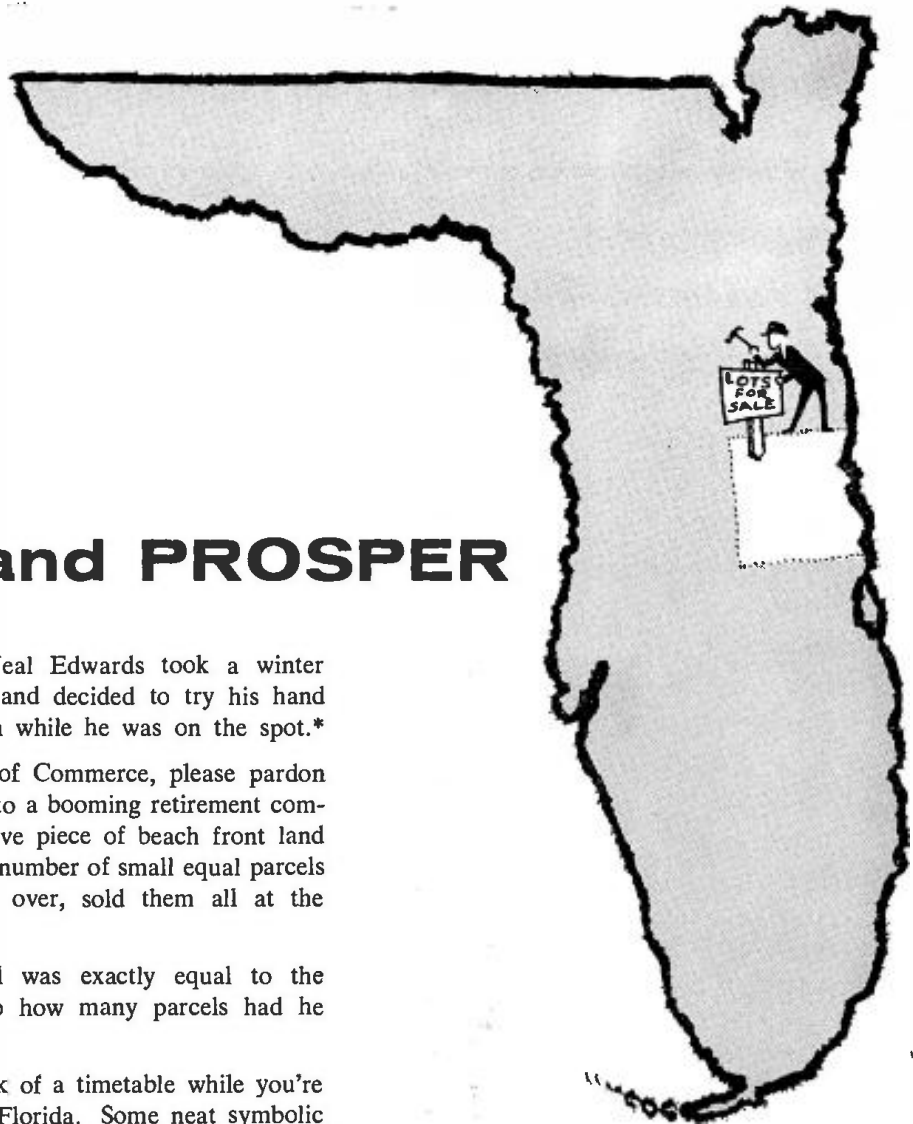 LOTS
FOR
SALE
and PROSPER
eal Edwards took a winter
and decided to try his hand
while he was on the spot.*
of Commerce, please pardon
to a booming retirement com-
ve piece of beach front land
number of small equal parcels
over, sold them all at the
was exactly equal to the
how many parcels had he
k of a timetable while you're
Florida. Some neat symbolic